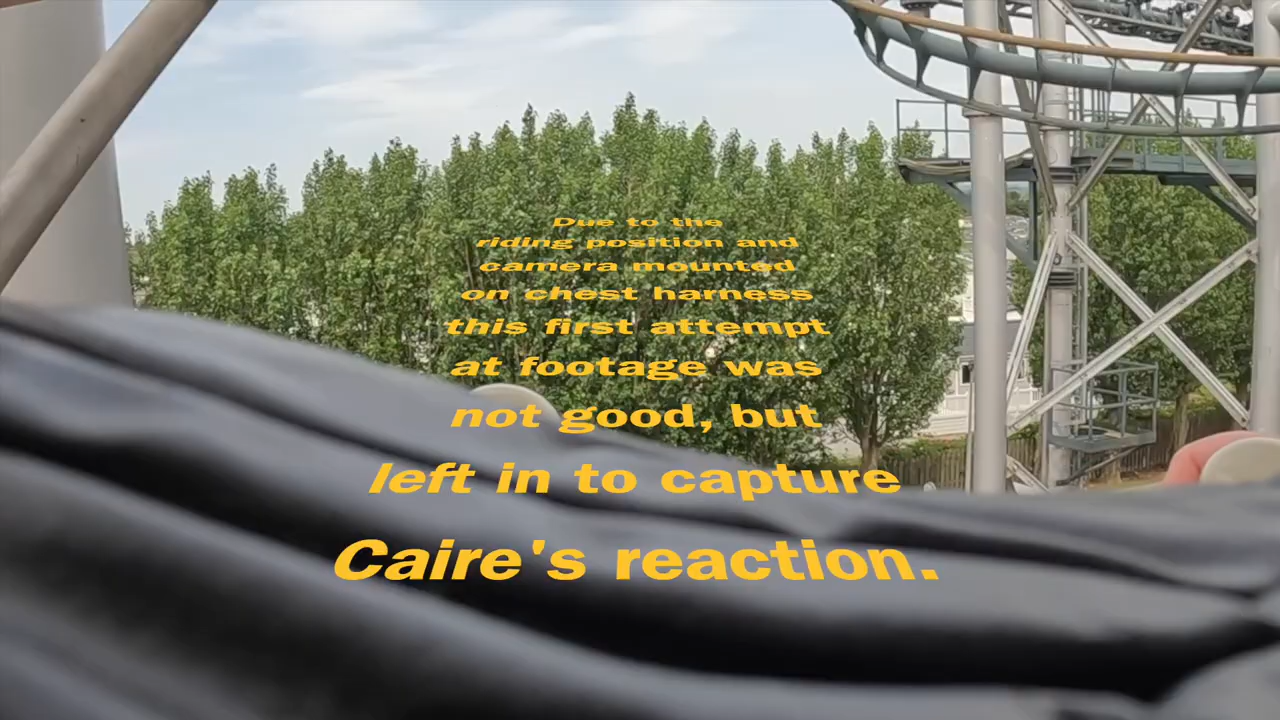 Due to the
riding position and
camera mounted
on chest harness
this first attempt
at footage was
not good, but
left in to capture
Caire's reaction.